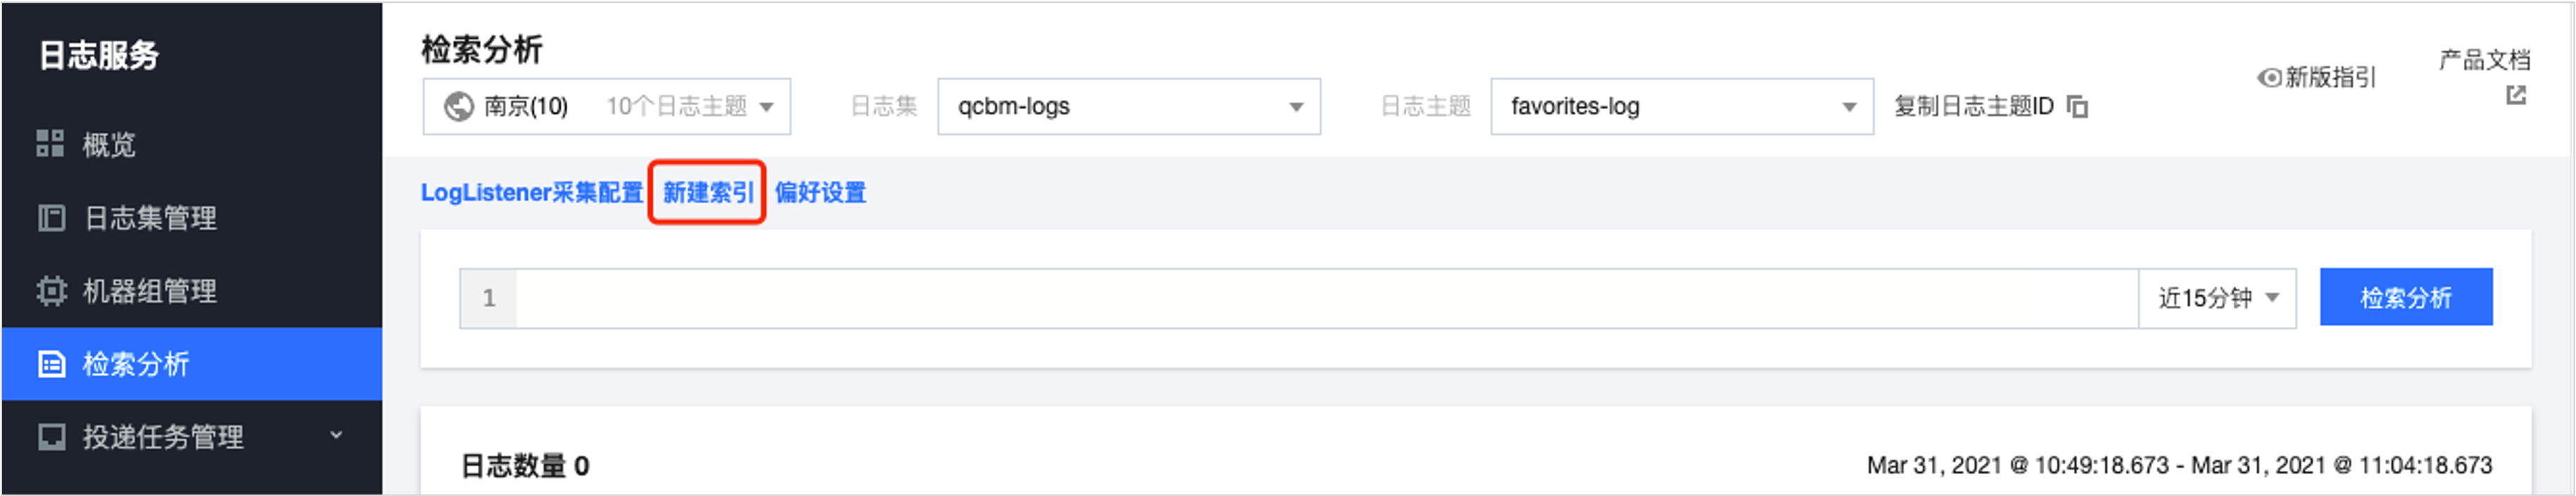 日志服务
概览
日志集管理
机器组管理
检索分析
投递任务管理
检索分析
南京(10) 10个日志主题 日志集 qcbm-logs 日志主题 favorites-log 复制日志主题ID
新版指引
产品文档
LogListener采集配置 新建索引 偏好设置
1 近15分钟 检索分析
日志数量 0 Mar 31, 2021 @ 10:49:18.673 - Mar 31, 2021 @ 11:04:18.673